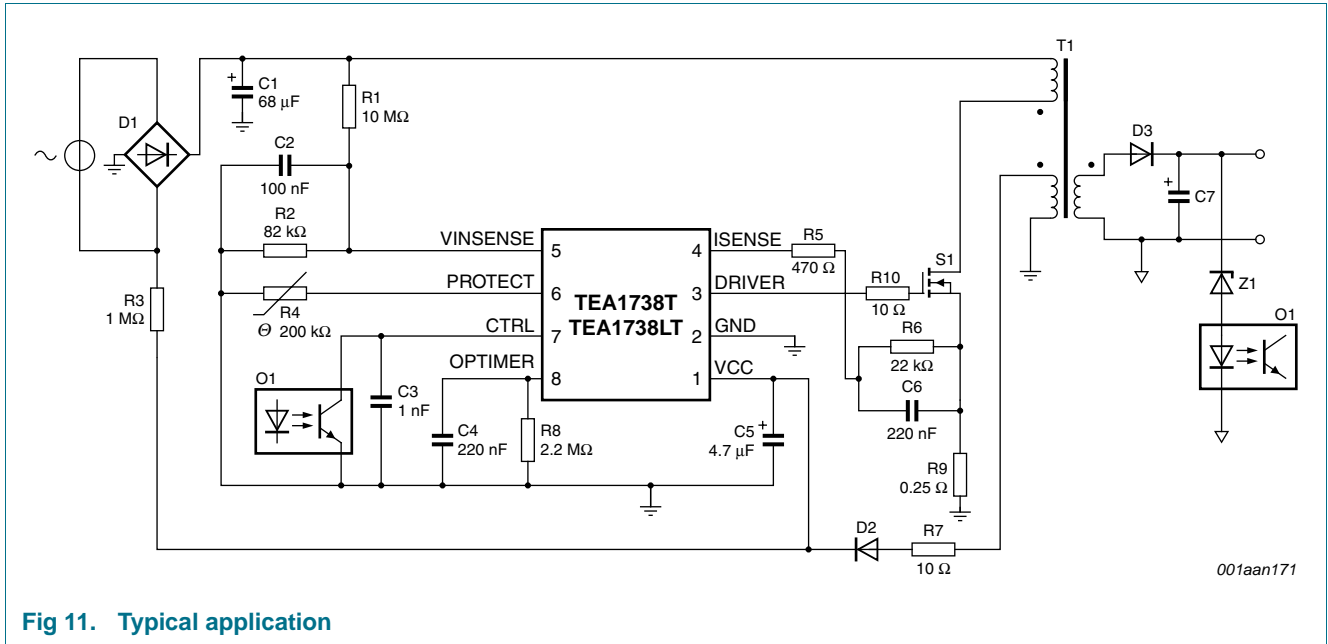 T1
C1
68 μF
R1
10 MΩ
D1
C2
100 nF
D3
C7
R2
82 kΩ
VINSENSE
5
4
ISENSE
R5
470 Ω
S1
PROTECT
6
3
DRIVER
R10
10 Ω
Z1
R3
1 MΩ
R4
Θ 200 kΩ
TEA1738T
TEA1738LT
CTRL
7
2
GND
R6
22 kΩ
O1
OPTIMER
8
1
VCC
O1
C3
1 nF
C6
220 nF
C4
220 nF
R8
2.2 MΩ
C5
4.7 μF
R9
0.25 Ω
D2
R7
10 Ω
001aan171
Fig 11. Typical application